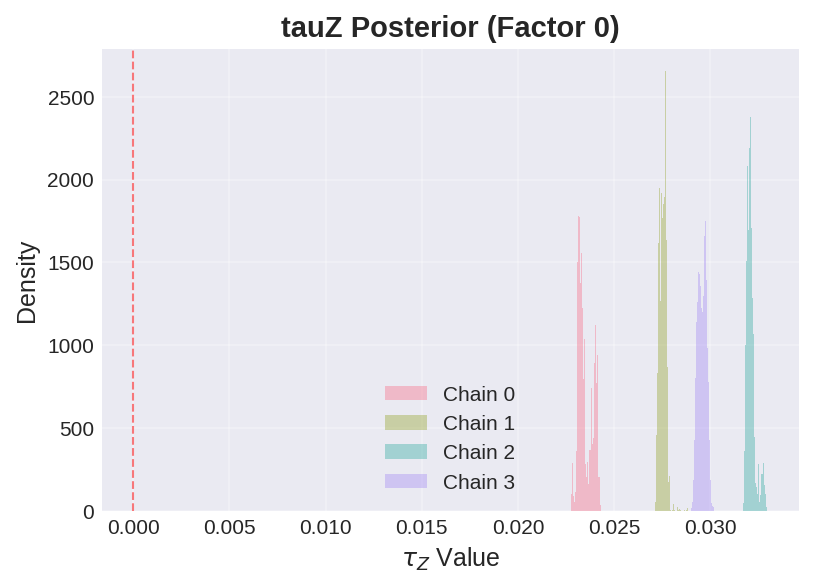 tauZ Posterior (Factor 0)
Density
2500
2000
1500
1000
500
0
Chain 0
Chain 1
Chain 2
Chain 3
0.000 0.005 0.010 0.015 0.020 0.025 0.030
τ_Z Value